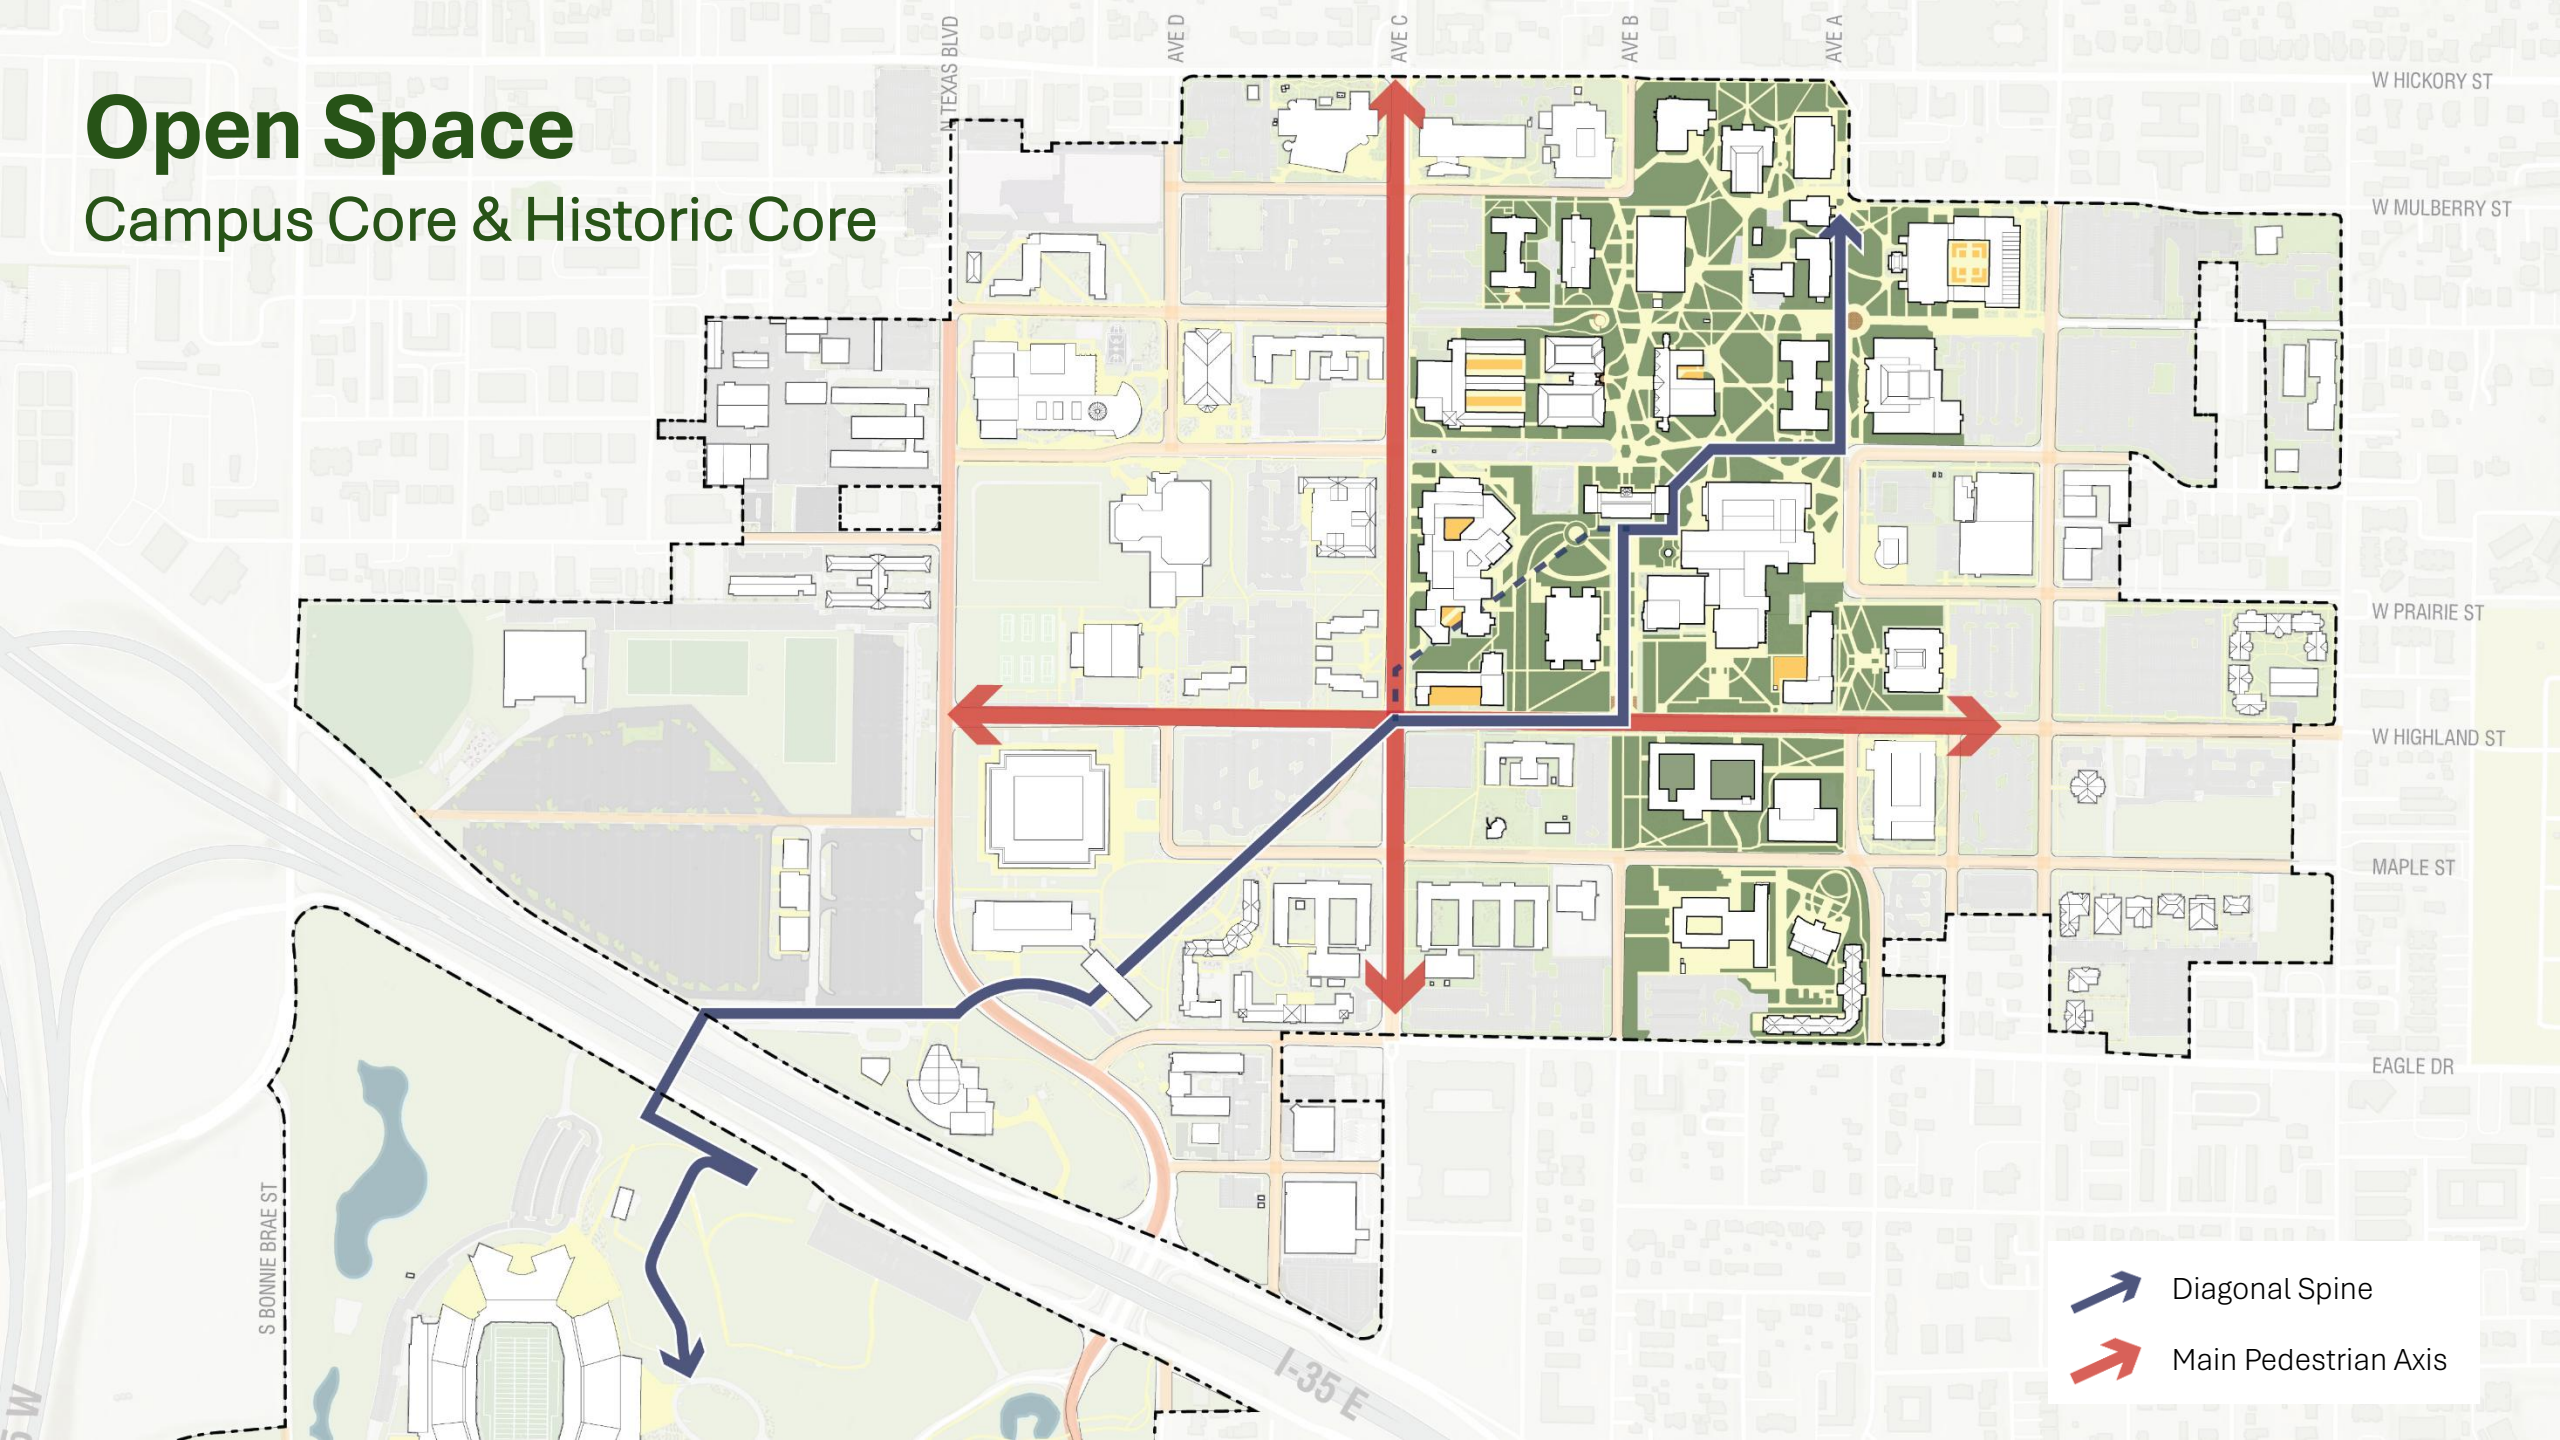 Open Space
Campus Core & Historic Core
N TEXAS BLVD
AVE D
AVE C
AVE B
AVE A
W HICKORY ST
W MULBERRY ST
W PRAIRIE ST
W HIGHLAND ST
MAPLE ST
EAGLE DR
S BONNIE BRAE ST
I-35 E
5 W
Diagonal Spine
Main Pedestrian Axis